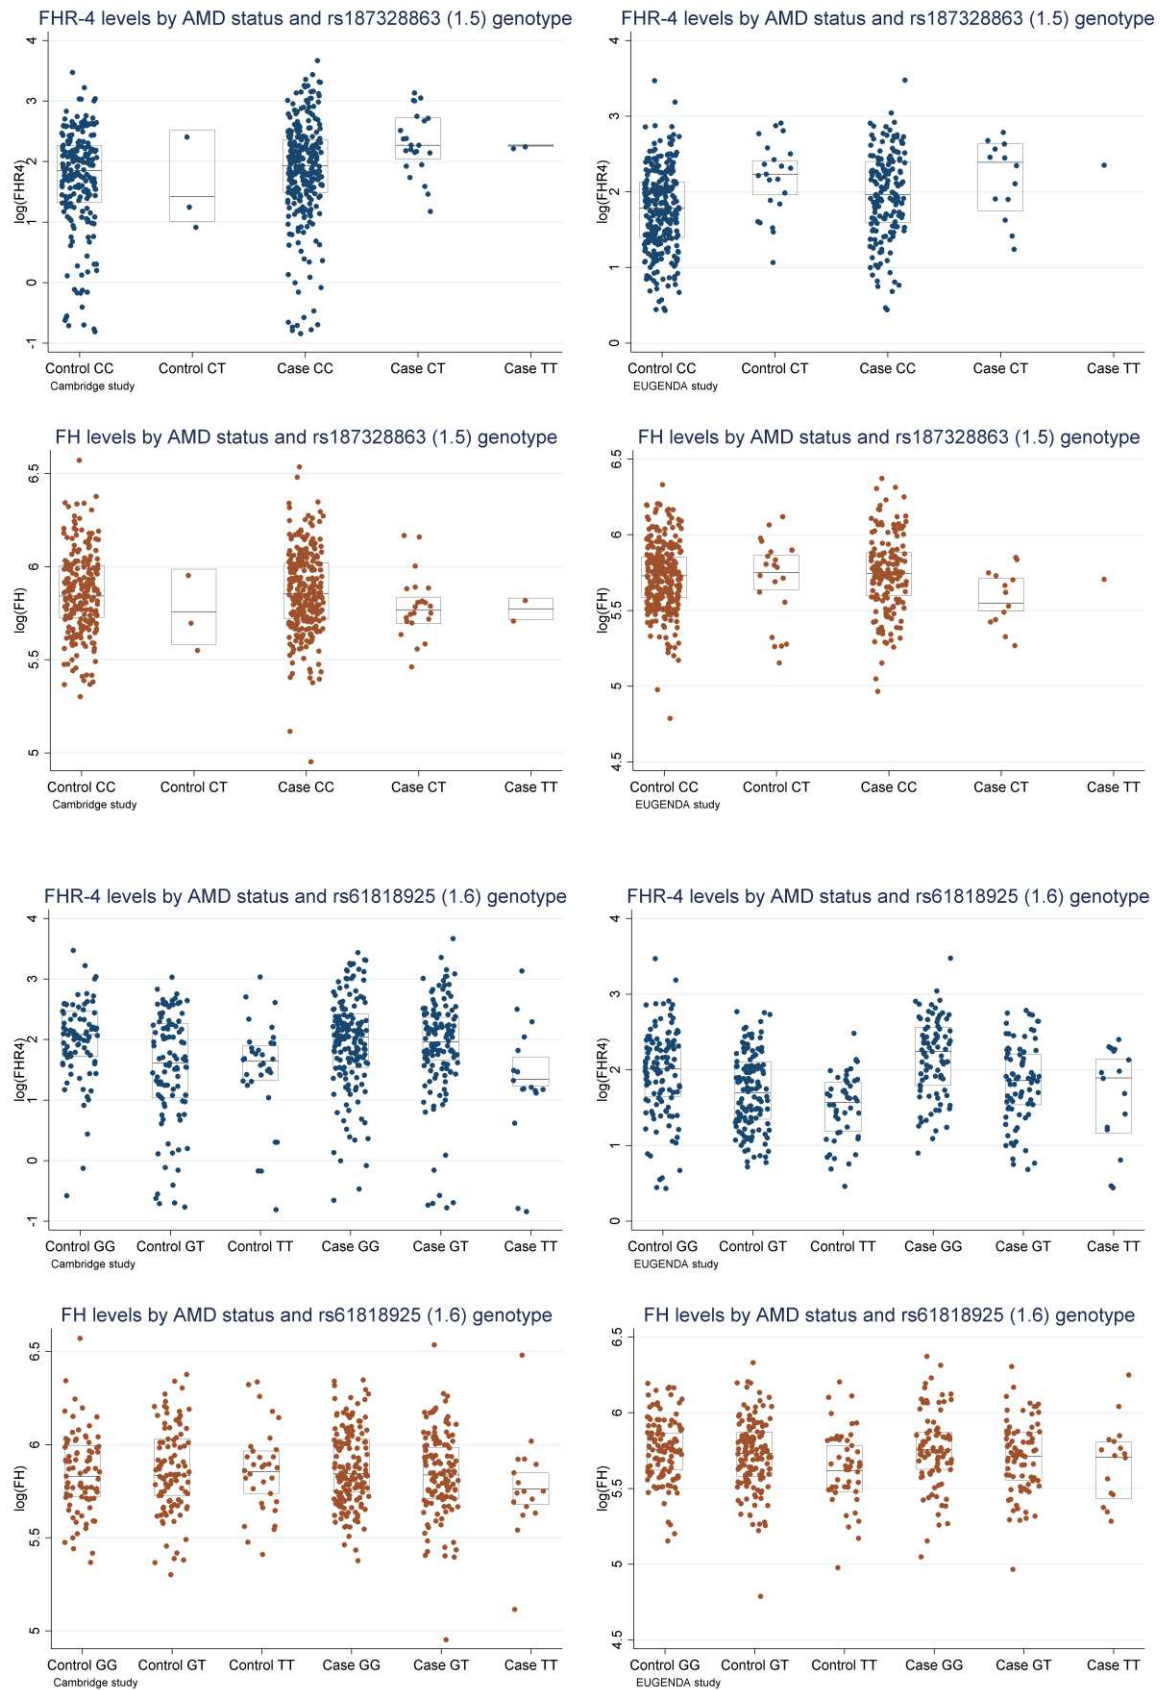 FHR-4 levels by AMD status and rs187328863 (1.5) genotype
4
3
2
1
0
-1
log(FHR4)
Control CC Control CT Case CC Case CT Case TT
Cambridge study
FHR-4 levels by AMD status and rs187328863 (1.5) genotype
4
3
2
1
0
log(FHR4)
Control CC Control CT Case CC Case CT Case TT
EUGENDA study
FH levels by AMD status and rs187328863 (1.5) genotype
6.5
6
5.5
5
log(FH)
Control CC Control CT Case CC Case CT Case TT
Cambridge study
FH levels by AMD status and rs187328863 (1.5) genotype
6.5
6
5.5
5
4.5
log(FH)
Control CC Control CT Case CC Case CT Case TT
EUGENDA study
FHR-4 levels by AMD status and rs61818925 (1.6) genotype
4
3
2
1
0
-1
log(FHR4)
Control GG Control GT Control TT Case GG Case GT Case TT
Cambridge study
FHR-4 levels by AMD status and rs61818925 (1.6) genotype
4
3
2
1
0
log(FHR4)
Control GG Control GT Control TT Case GG Case GT Case TT
EUGENDA study
FH levels by AMD status and rs61818925 (1.6) genotype
6.5
6
5.5
5
log(FH)
Control GG Control GT Control TT Case GG Case GT Case TT
Cambridge study
FH levels by AMD status and rs61818925 (1.6) genotype
6.5
6
5.5
5
4.5
log(FH)
Control GG Control GT Control TT Case GG Case GT Case TT
EUGENDA study